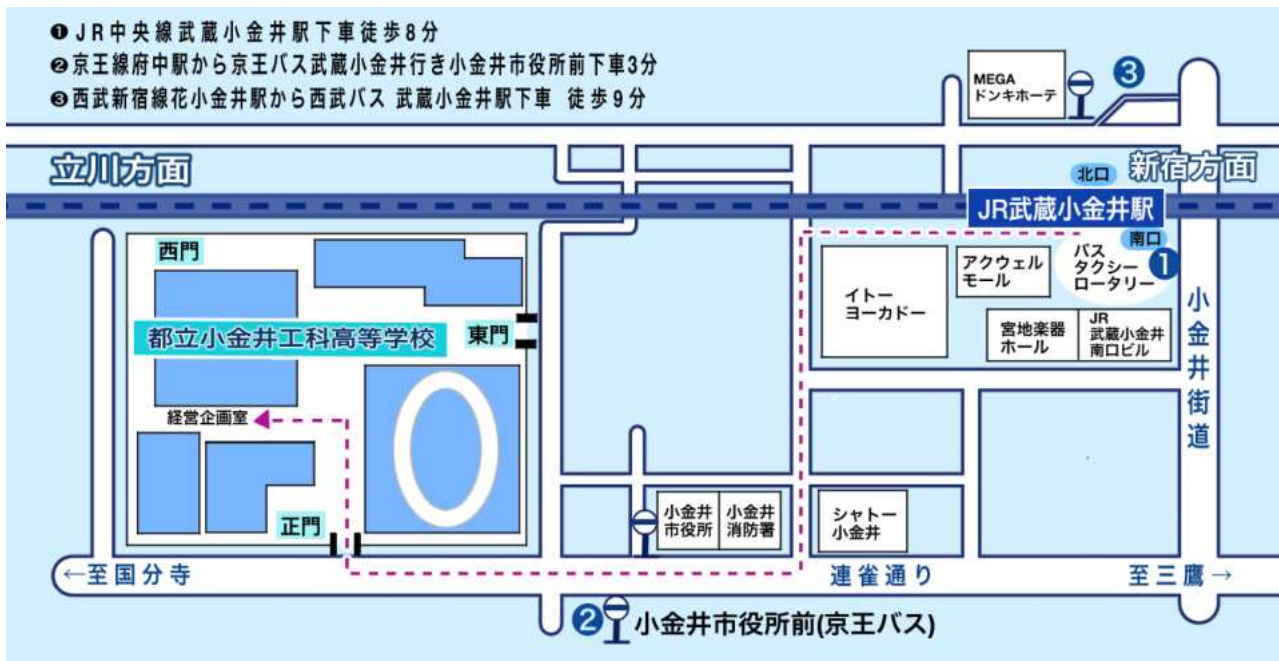 ❶JR中央線武蔵小金井駅下車徒歩8分
❷京王線府中駅から京王バス武蔵小金井行き小金井市役所前下車3分
❸西武新宿線花小金井駅から西武バス 武蔵小金井駅下車 徒歩9分
MEGA
ドンキホーテ
❸
立川方面
北口
新宿方面
JR武蔵小金井駅
南口
❶
バス
タクシー
ロータリー
アクウェル
モール
イトー
ヨーカドー
宮地楽器
ホール
JR
武蔵小金井
南口ビル
小金井街道
西門
都立小金井工科高等学校
東門
経営企画室
正門
小金井
市役所
小金井
消防署
シャトー
小金井
←至国分寺
連雀通り
至三鷹→
❷
小金井市役所前(京王バス)